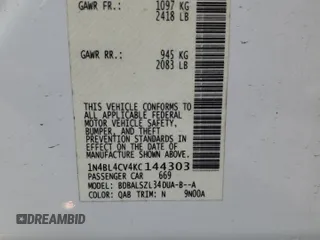 GAWR FR.: 1097 KG
2418 LB
GAWR RR.: 945 KG
2083 LB
THIS VEHICLE CONFORMS TO
ALL APPLICABLE FEDERAL
MOTOR VEHICLE SAFETY,
BUMPER, AND THEFT
PREVENTION STANDARDS IN
EFFECT ON THE DATE OF
MANUFACTURE SHOWN ABOVE.
1N4BL4CV4KC144303
PASSENGER CAR 669
MODEL: BDBALSZL34DUA-B--A
COLOR: QAB TRIM: N 9N00A
DREAMBID